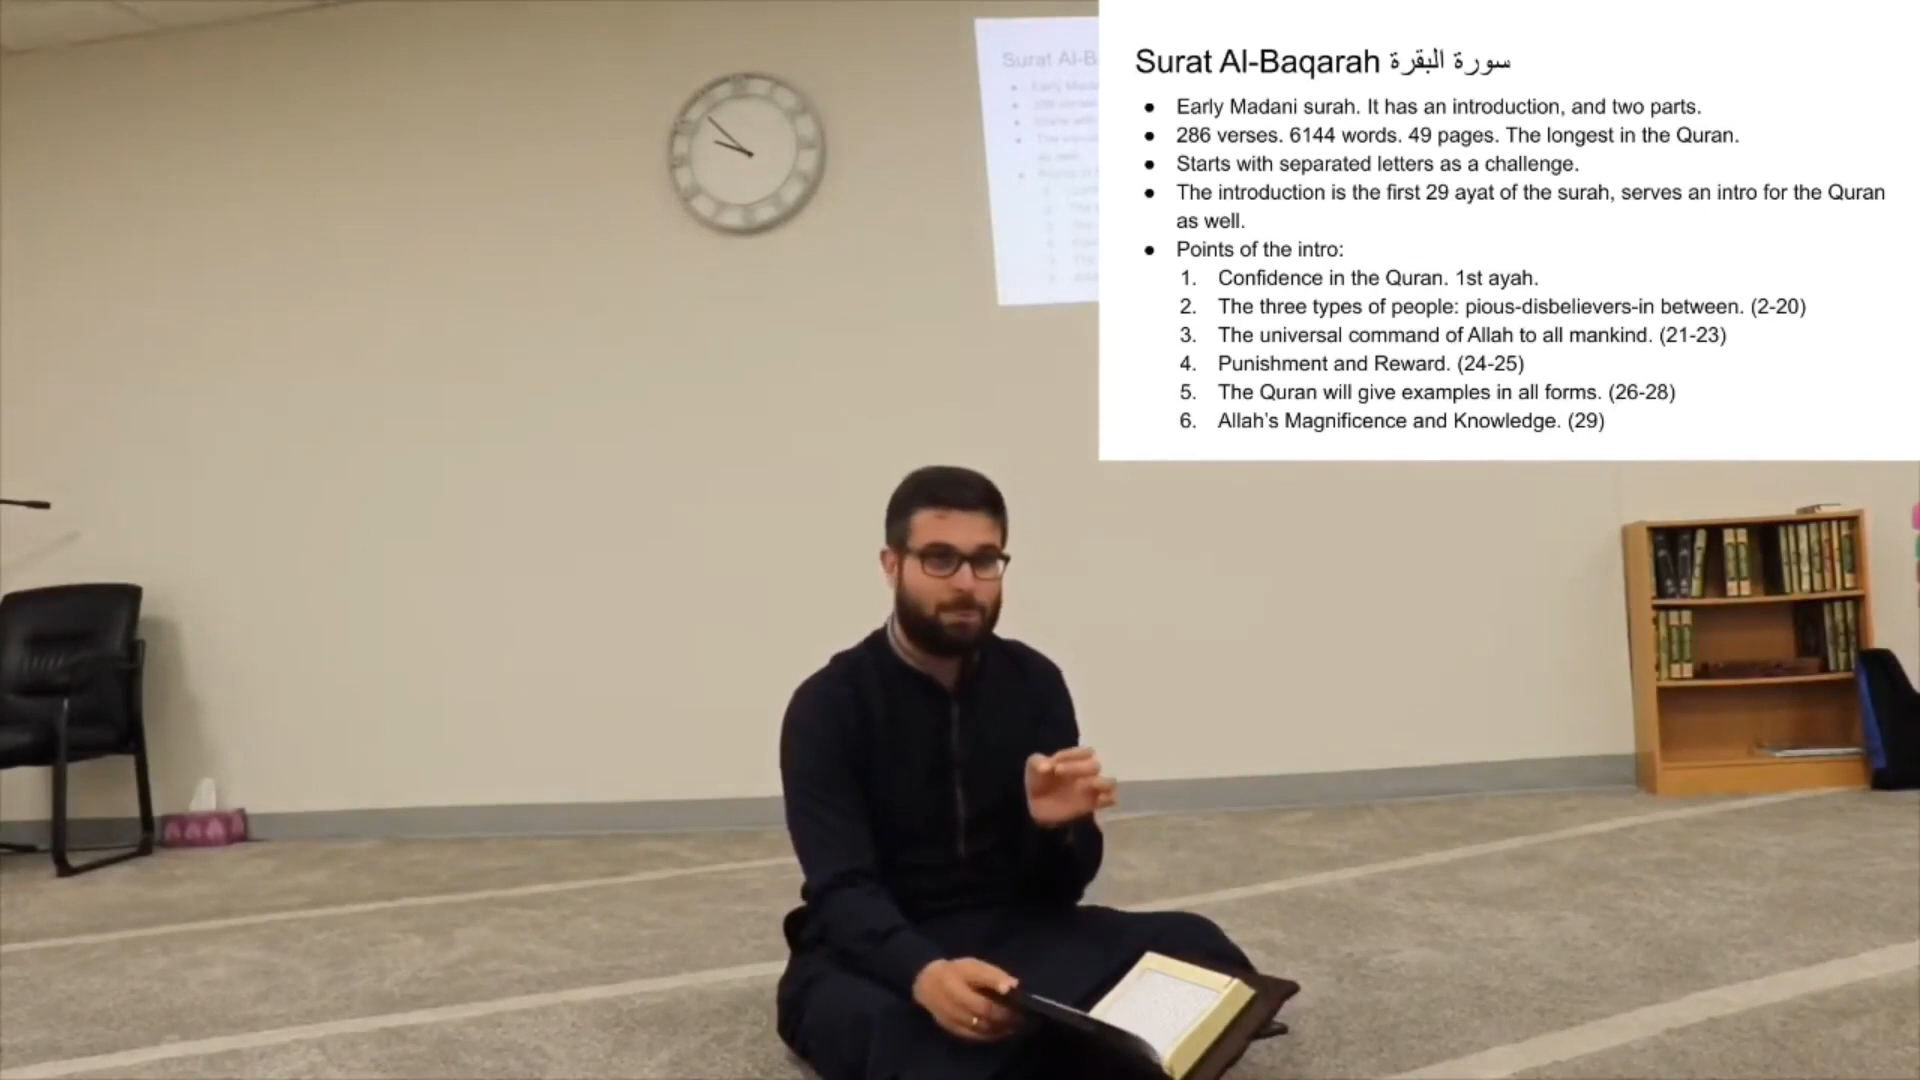 Surat Al-Baqarah سورة البقرة
● Early Madani surah. It has an introduction, and two parts.
● 286 verses. 6144 words. 49 pages. The longest in the Quran.
● Starts with separated letters as a challenge.
● The introduction is the first 29 ayat of the surah, serves an intro for the Quran
as well.
● Points of the intro:
1. Confidence in the Quran. 1st ayah.
2. The three types of people: pious-disbelievers-in between. (2-20)
3. The universal command of Allah to all mankind. (21-23)
4. Punishment and Reward. (24-25)
5. The Quran will give examples in all forms. (26-28)
6. Allah's Magnificence and Knowledge. (29)
Surat Al-B